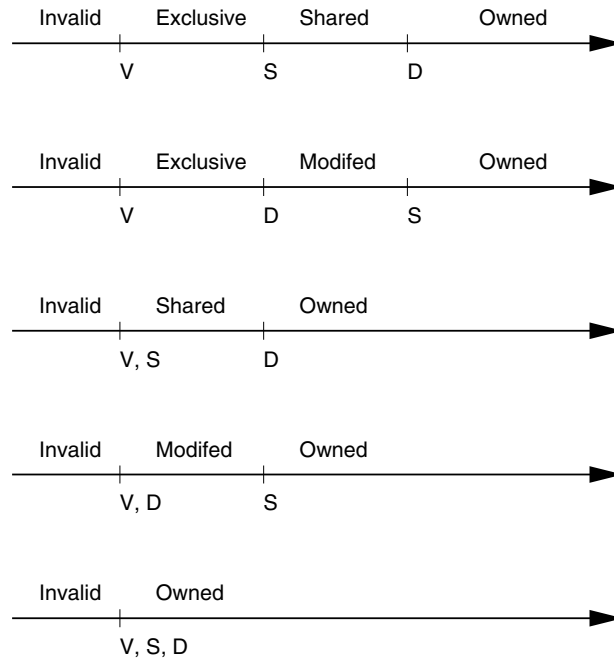 Invalid Exclusive Shared Owned
V S D
Invalid Exclusive Modifed Owned
V D S
Invalid Shared Owned
V, S D
Invalid Modifed Owned
V, D S
Invalid Owned
V, S, D